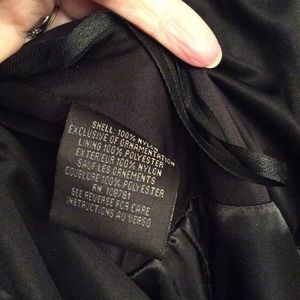 SHELL: 100% NYLON
EXCLUSIVE OF ORNAMENTATION
LINING 100% POLYESTER
EXTERIEUR 100% NYLON
SAUF LES ORNEMENTS
DOUBLURE 100% POLYESTER
RN 108781
SEE REVERSE FOR CARE
INSTRUCTIONS AU VERSO